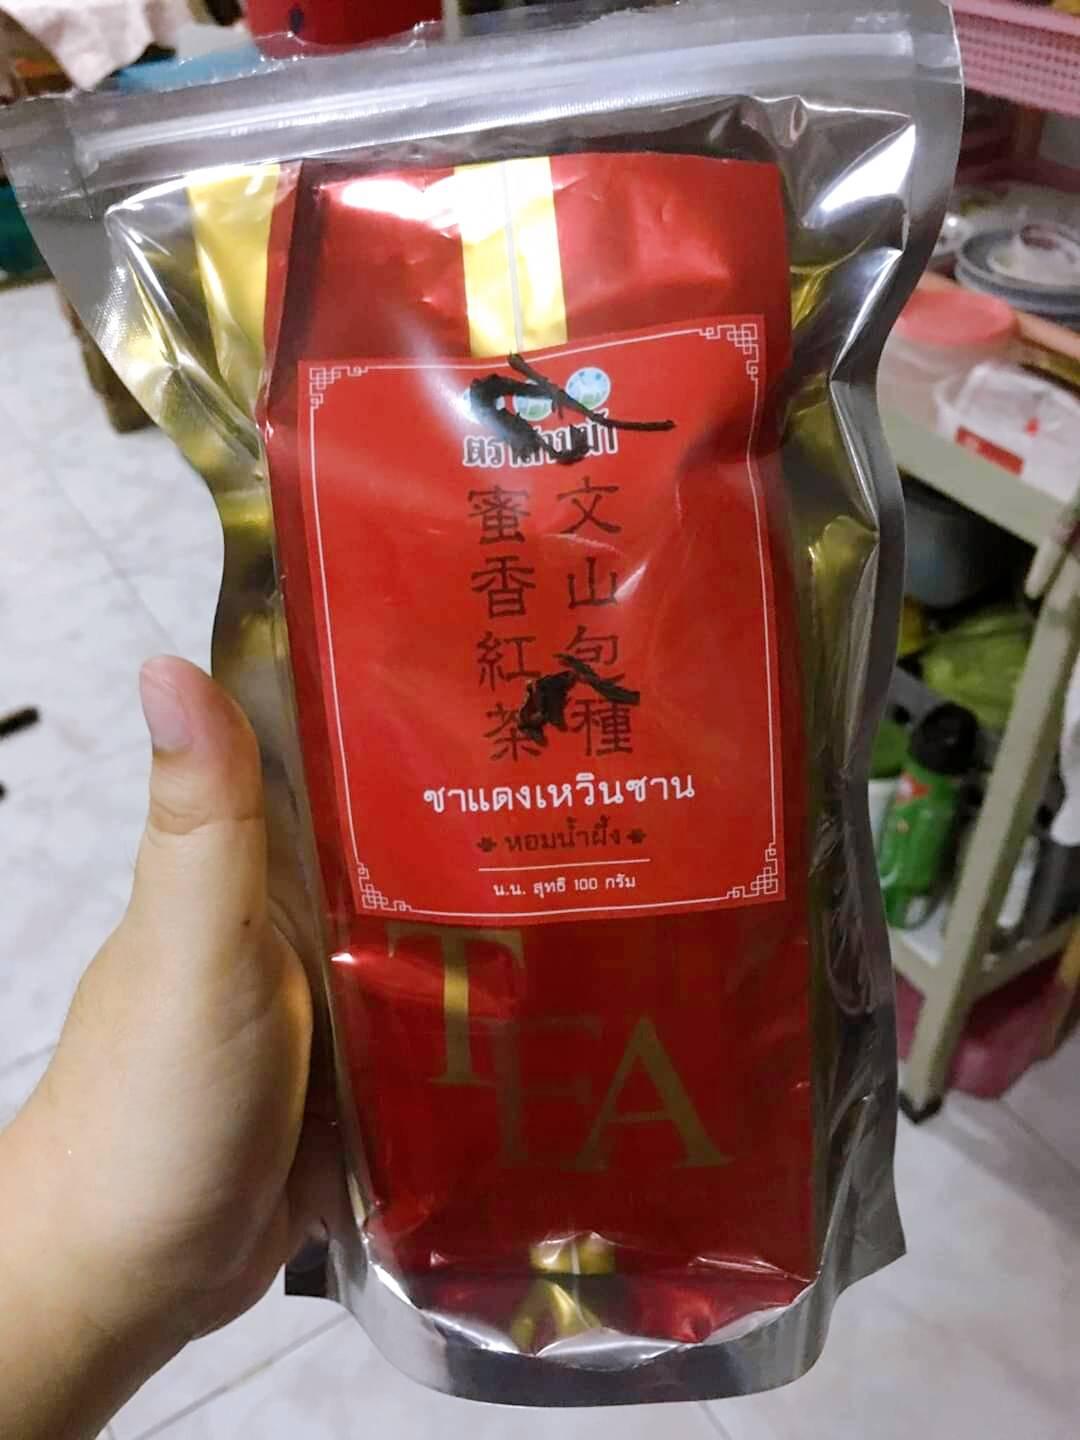 文山包種
蜜香紅茶
ชาแดงเหวินซาน
หอมน้ำผึ้ง
น.น. สุทธิ 100 กรัม
TEA